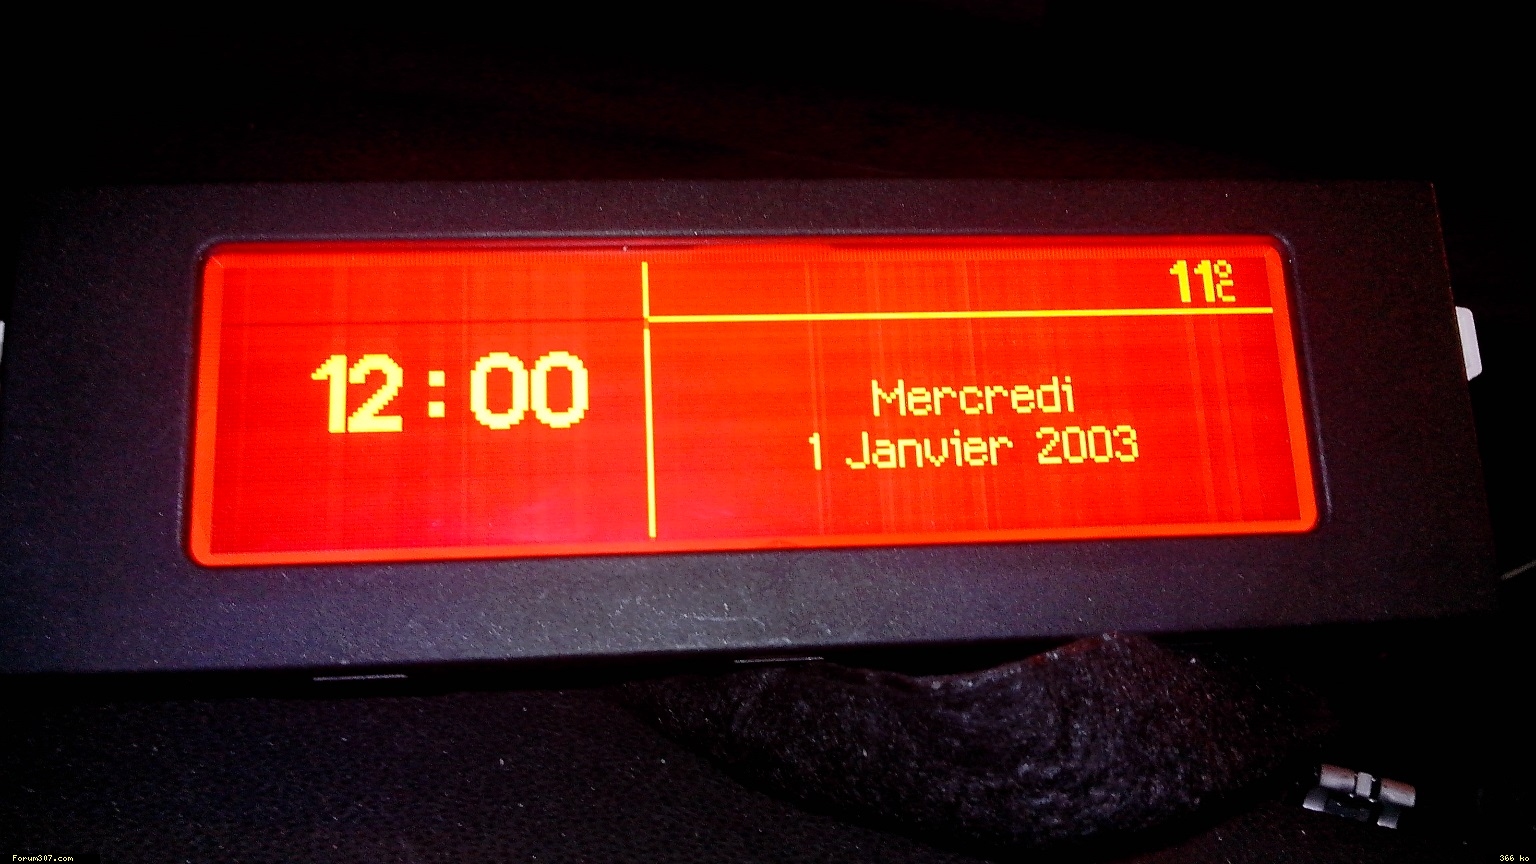 11°C
12:00
Mercredi
1 Janvier 2003
Forum307.com
366 ko